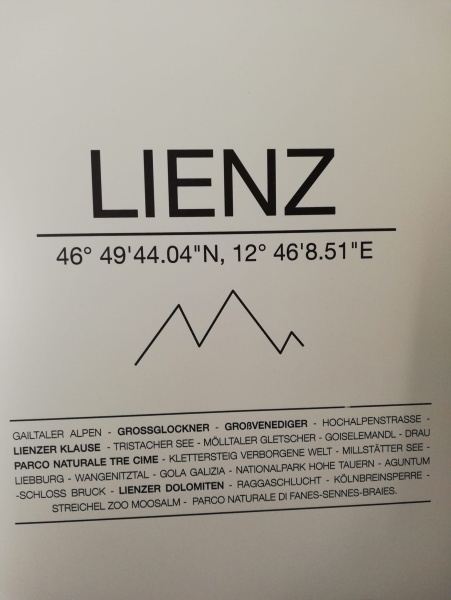 LIENZ
46° 49'44.04"N, 12° 46'8.51"E
GAILTALER ALPEN - GROSSGLOCKNER - GROßVENEDIGER - HOCHALPENSTRASSE -
LIENZER KLAUSE - TRISTACHER SEE - MÖLLTALER GLETSCHER - GOISELEMANDL - DRAU
PARCO NATURALE TRE CIME - KLETTERSTEIG VERBORGENE WELT - MILLSTÄTTER SEE -
LIEBBURG - WANGENITZTAL - GOLA GALIZIA - NATIONALPARK HOHE TAUERN - AGUNTUM
-SCHLOSS BRUCK - LIENZER DOLOMITEN - RAGGASCHLUCHT - KÖLNBREINSPERRE -
STREICHEL ZOO MOOSALM - PARCO NATURALE DI FANES-SENNES-BRAIES.